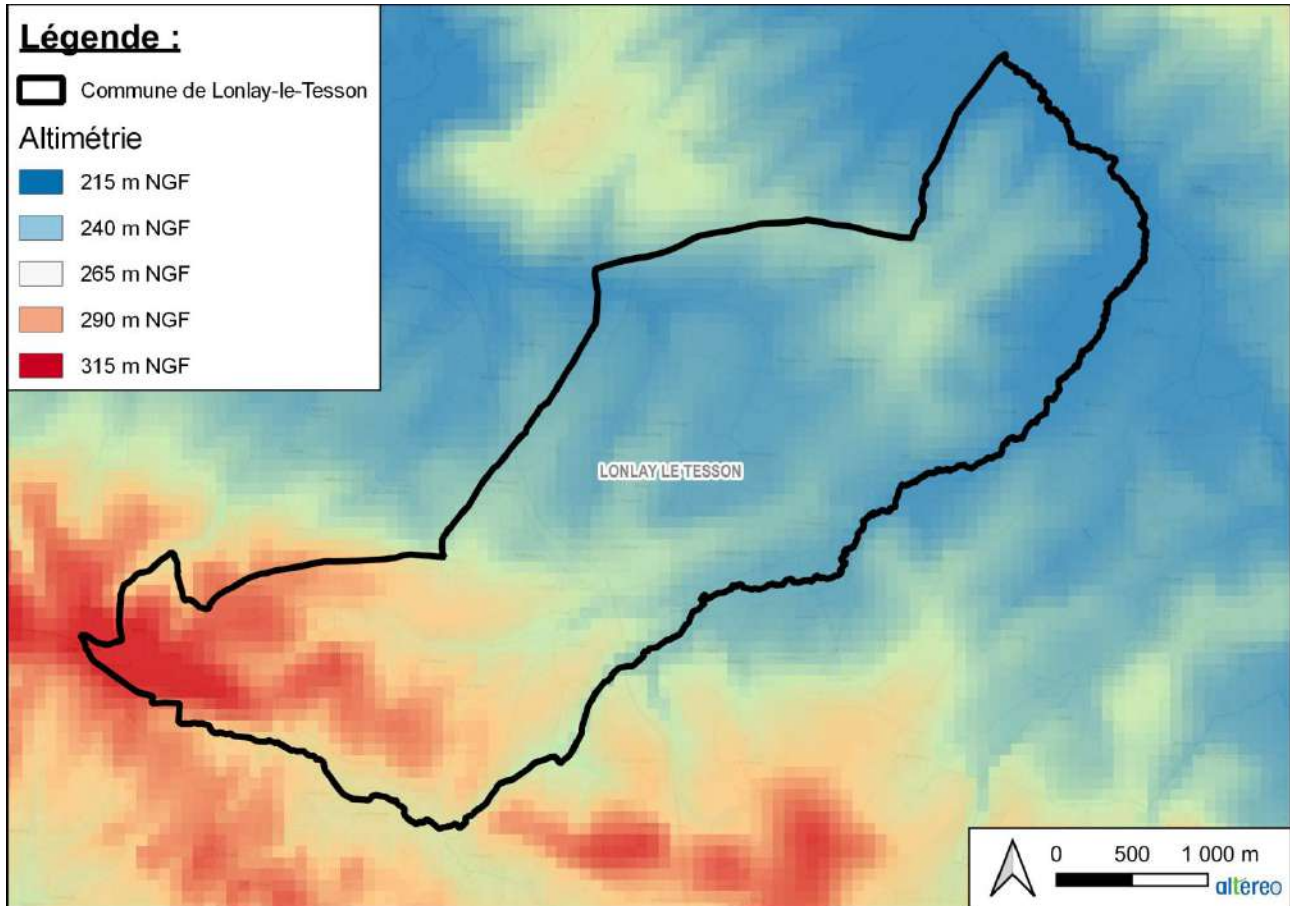 Légende :
Commune de Lonlay-le-Tesson
Altimétrie
215 m NGF
240 m NGF
265 m NGF
290 m NGF
315 m NGF
LONLAY LE TESSON
0 500 1 000 m
altereo